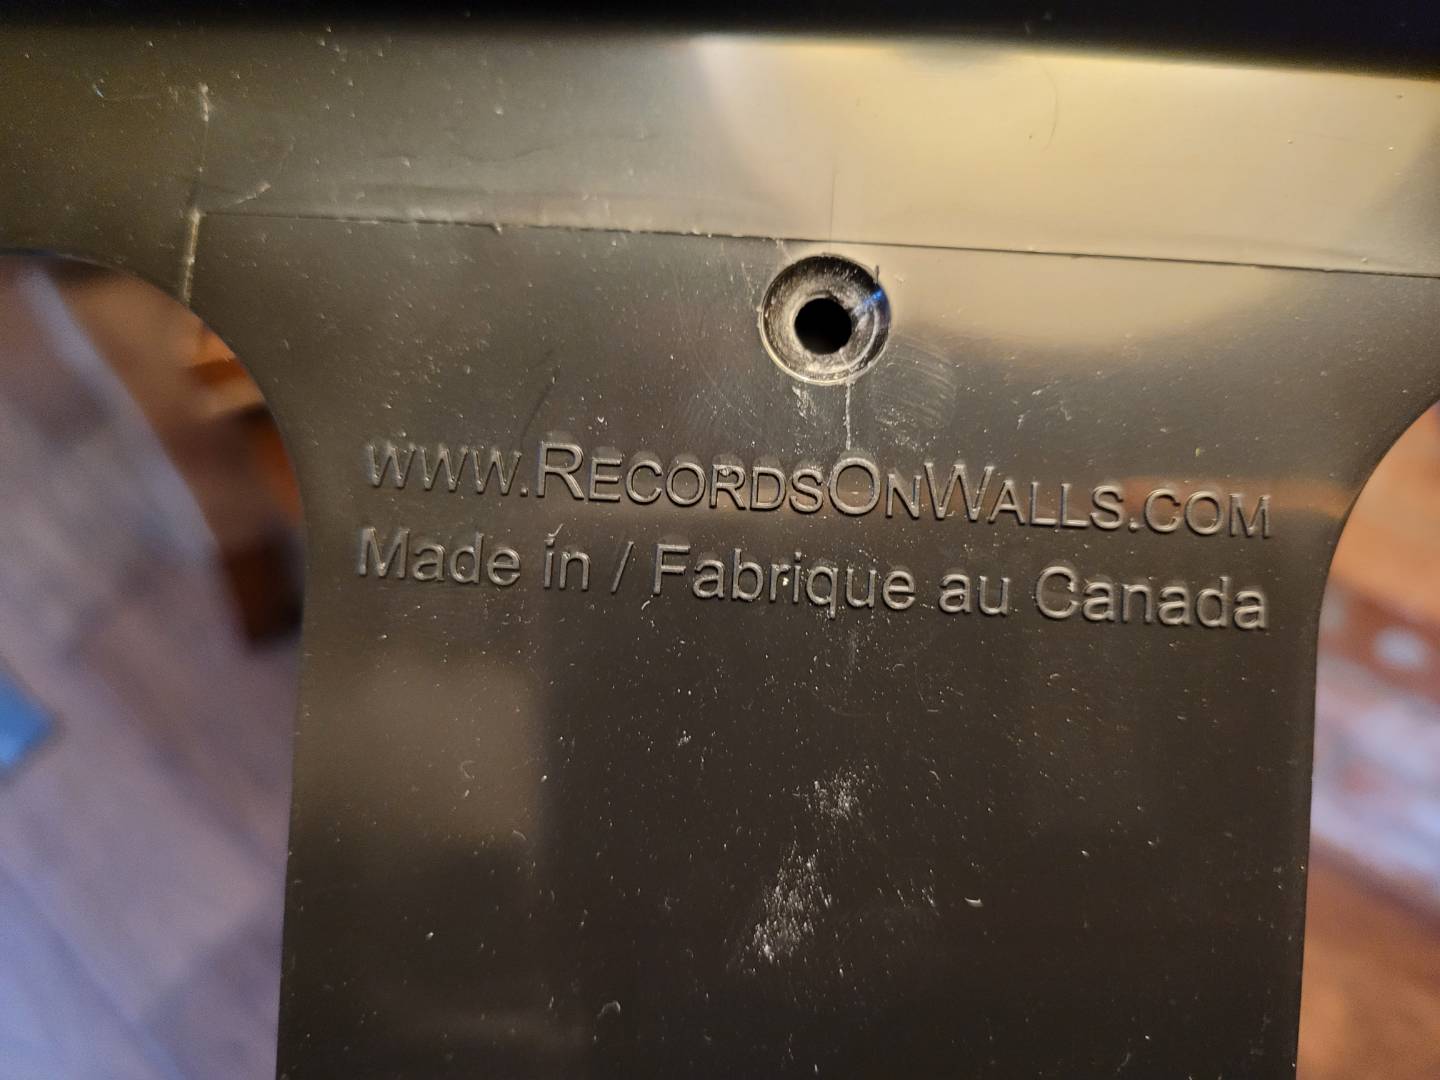 www.RecordsOnWalls.com
Made in / Fabrique au Canada